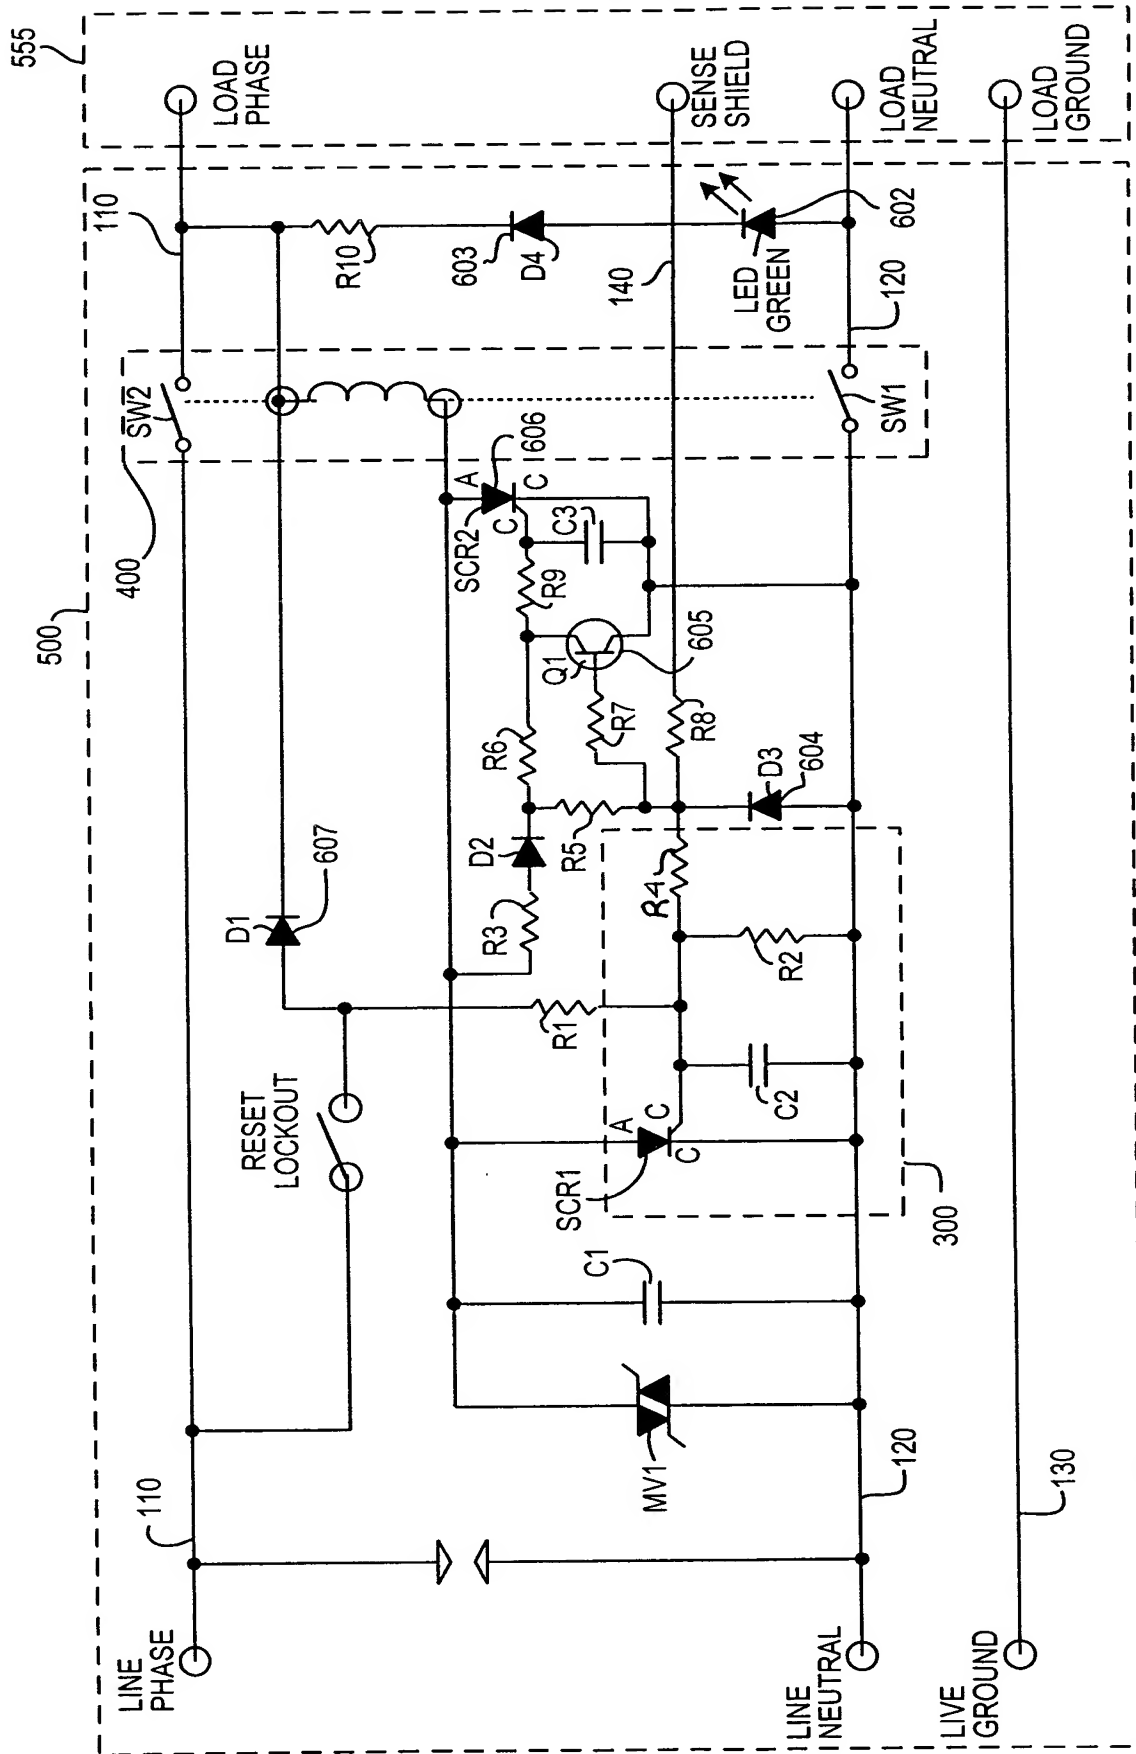 555
LOAD
PHASE
SENSE
SHIELD
LOAD
NEUTRAL
LOAD
GROUND
500
110
R10
603
D4
140
LED
GREEN
602
120
400
SW2
SW1
606
A
C
C
SCR2
C3
R9
Q1
605
R7
R8
R6
D2
R5
D3
604
R3
R4
R2
D1
607
R1
RESET
LOCKOUT
A
C
C
SCR1
C2
300
C1
MV1
110
120
130
LINE
PHASE
LINE
NEUTRAL
LIVE
GROUND